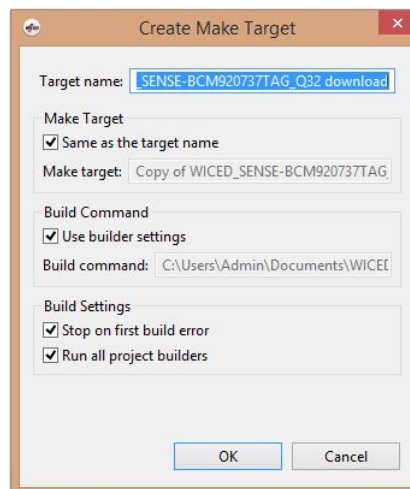 Create Make Target
Target name: _SENSE-BCM920737TAG_Q32 download
Make Target
Same as the target name
Make target: Copy of WICED_SENSE-BCM920737TAG_
Build Command
Use builder settings
Build command: C:\Users\Admin\Documents\WICED
Build Settings
Stop on first build error
Run all project builders
OK Cancel